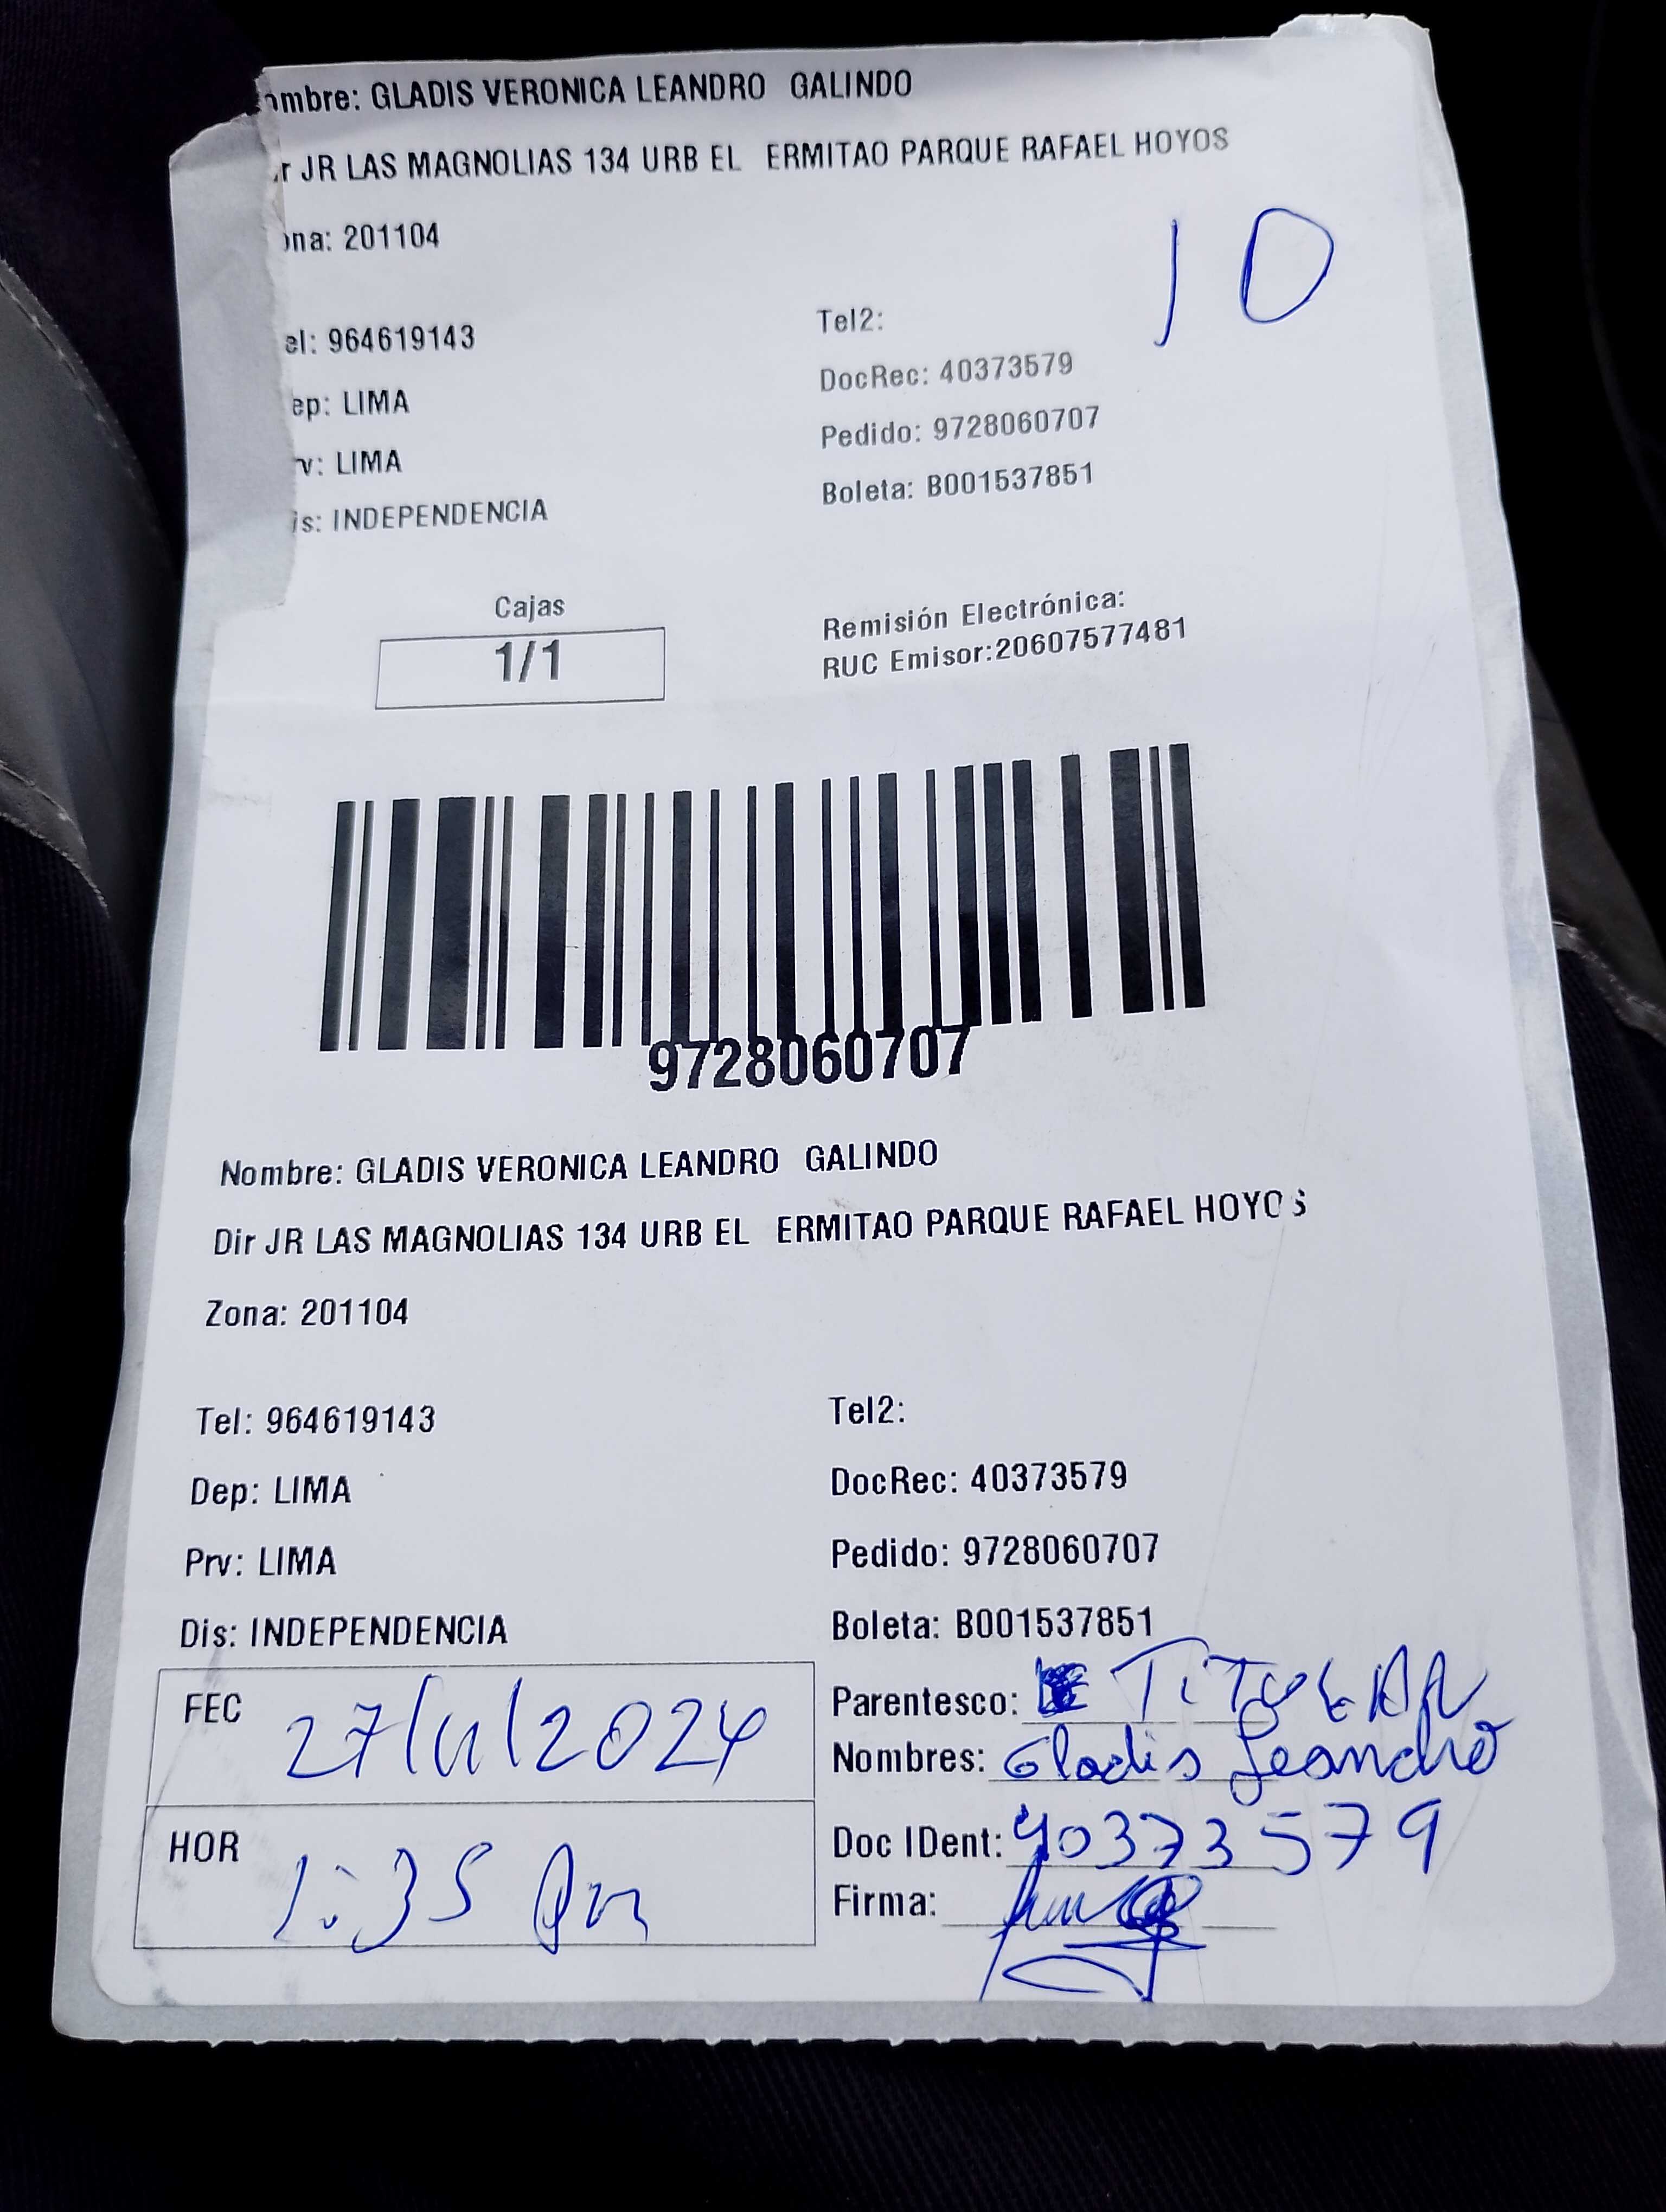 ombre: GLADIS VERONICA LEANDRO GALINDO
r JR LAS MAGNOLIAS 134 URB EL ERMITAO PARQUE RAFAEL HOYOS
ona: 201104
10
el: 964619143
Tel2:
ep: LIMA
DocRec: 40373579
v: LIMA
Pedido: 9728060707
is: INDEPENDENCIA
Boleta: B001537851
Cajas
1/1
Remisión Electrónica:
RUC Emisor:20607577481
9728060707
Nombre: GLADIS VERONICA LEANDRO GALINDO
Dir JR LAS MAGNOLIAS 134 URB EL ERMITAO PARQUE RAFAEL HOYOS
Zona: 201104
Tel: 964619143
Tel2:
Dep: LIMA
DocRec: 40373579
Prv: LIMA
Pedido: 9728060707
Dis: INDEPENDENCIA
Boleta: B001537851
FEC 27/11/2024
Parentesco: TiTULAR
Nombres: Gladis Leandro
HOR 1:35 pm
Doc IDent: 40373579
Firma: